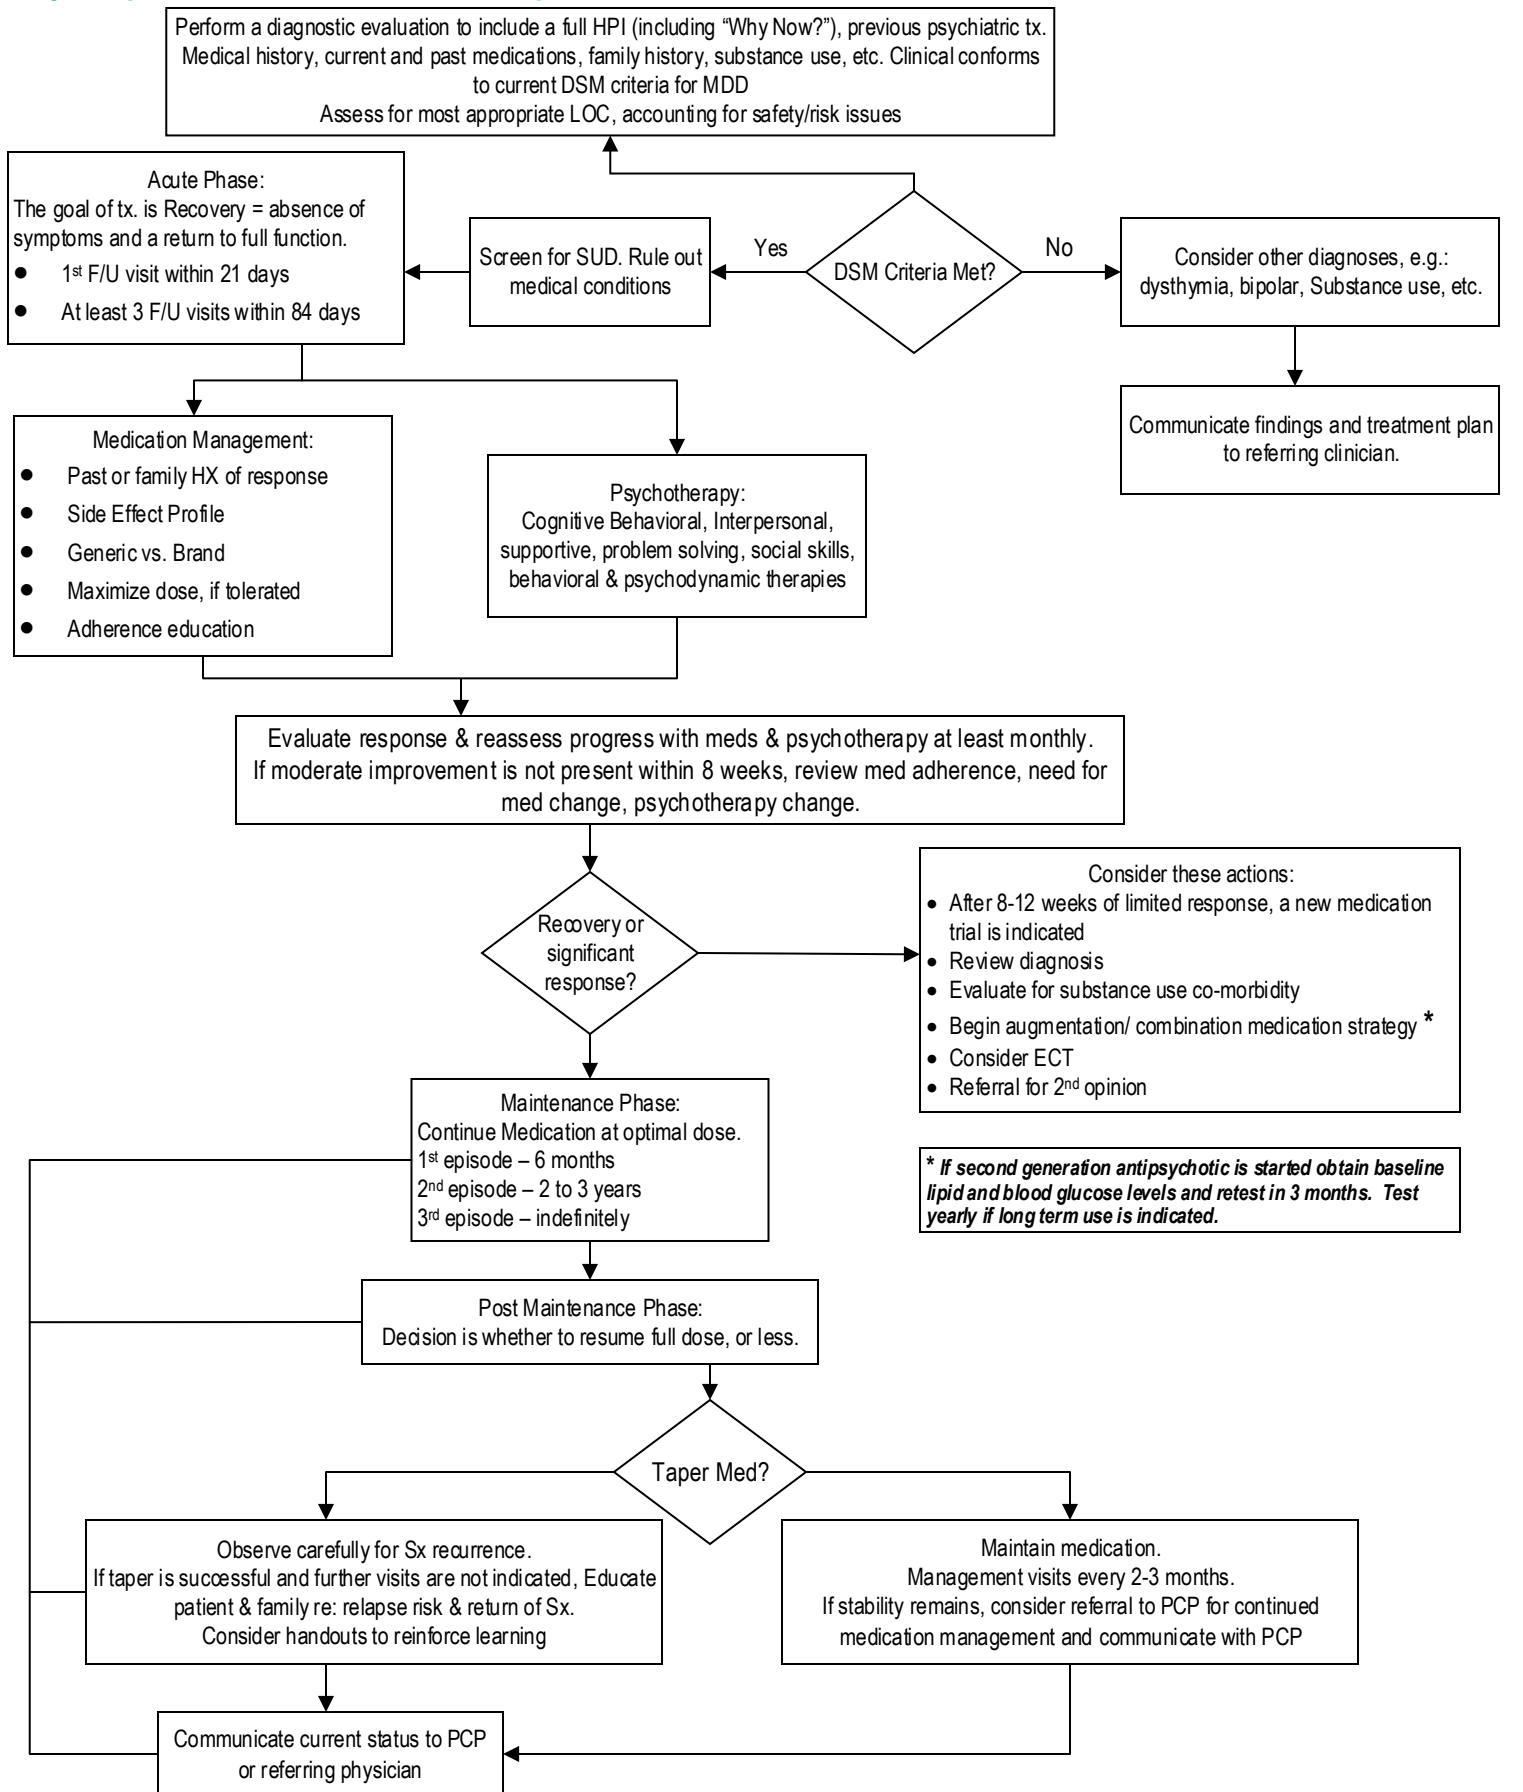 Perform a diagnostic evaluation to include a full HPI (including “Why Now?”), previous psychiatric tx.
Medical history, current and past medications, family history, substance use, etc. Clinical conforms
to current DSM criteria for MDD
Assess for most appropriate LOC, accounting for safety/risk issues
Acute Phase:
The goal of tx. is Recovery = absence of
symptoms and a return to full function.
● 1st F/U visit within 21 days
● At least 3 F/U visits within 84 days
Screen for SUD. Rule out
medical conditions
Yes
DSM Criteria Met?
No
Consider other diagnoses, e.g.:
dysthymia, bipolar, Substance use, etc.
Communicate findings and treatment plan
to referring clinician.
Medication Management:
● Past or family HX of response
● Side Effect Profile
● Generic vs. Brand
● Maximize dose, if tolerated
● Adherence education
Psychotherapy:
Cognitive Behavioral, Interpersonal,
supportive, problem solving, social skills,
behavioral & psychodynamic therapies
Evaluate response & reassess progress with meds & psychotherapy at least monthly.
If moderate improvement is not present within 8 weeks, review med adherence, need for
med change, psychotherapy change.
Recovery or
significant
response?
Consider these actions:
• After 8-12 weeks of limited response, a new medication
trial is indicated
• Review diagnosis
• Evaluate for substance use co-morbidity
• Begin augmentation/ combination medication strategy *
• Consider ECT
• Referral for 2nd opinion
Maintenance Phase:
Continue Medication at optimal dose.
1st episode – 6 months
2nd episode – 2 to 3 years
3rd episode – indefinitely
* If second generation antipsychotic is started obtain baseline
lipid and blood glucose levels and retest in 3 months. Test
yearly if long term use is indicated.
Post Maintenance Phase:
Decision is whether to resume full dose, or less.
Taper Med?
Observe carefully for Sx recurrence.
If taper is successful and further visits are not indicated, Educate
patient & family re: relapse risk & return of Sx.
Consider handouts to reinforce learning
Maintain medication.
Management visits every 2-3 months.
If stability remains, consider referral to PCP for continued
medication management and communicate with PCP
Communicate current status to PCP
or referring physician